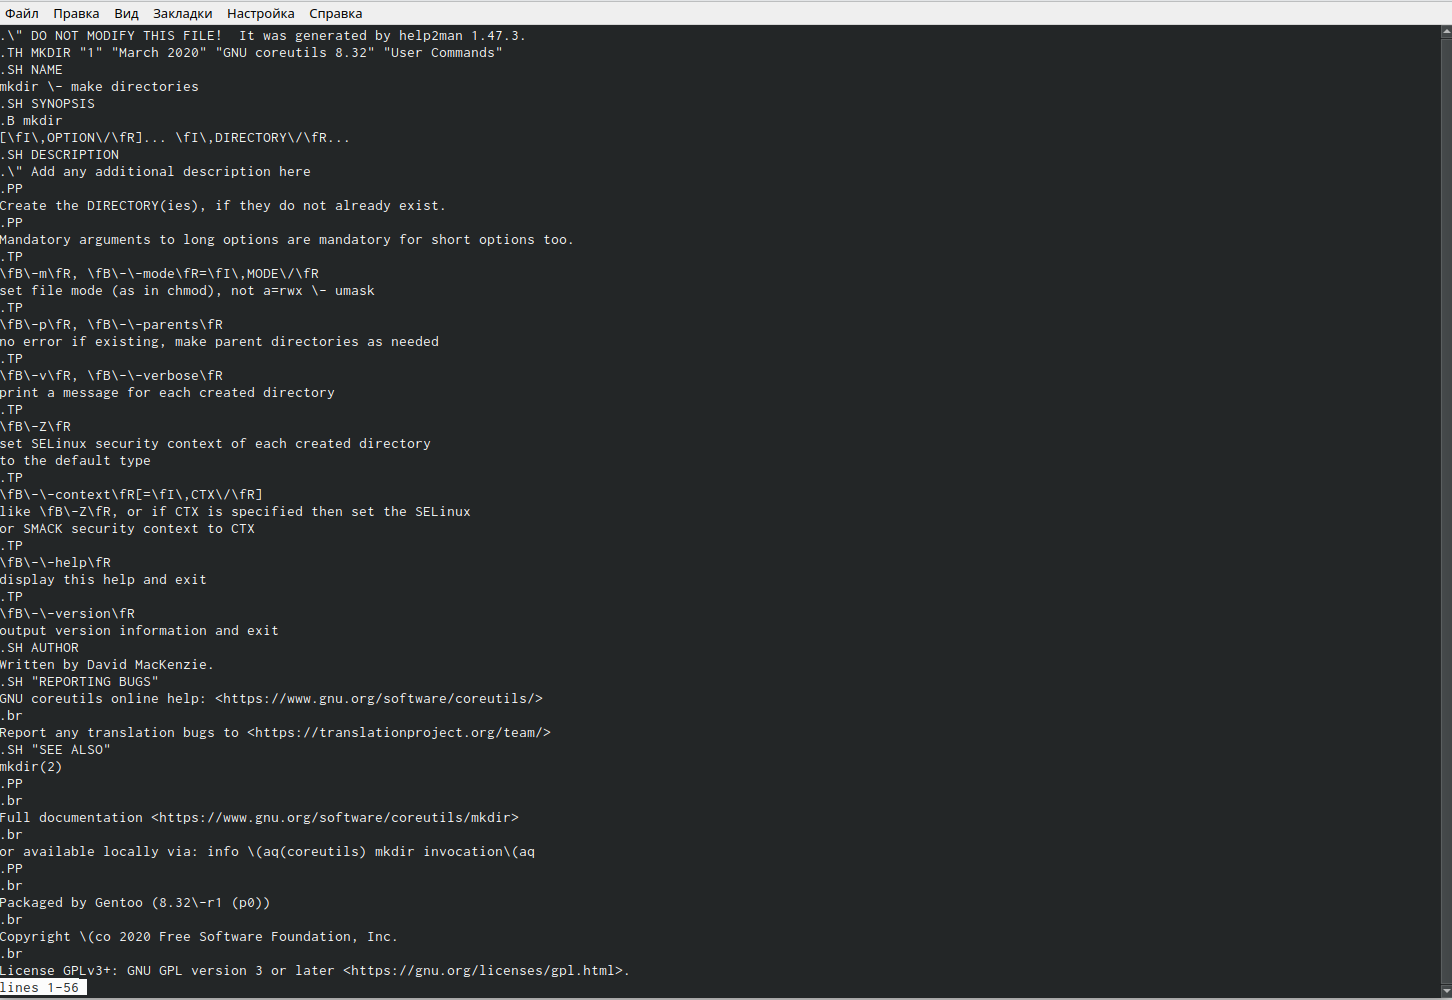 Файл Правка Вид Закладки Настройка Справка
.\" DO NOT MODIFY THIS FILE!  It was generated by help2man 1.47.3.
.TH MKDIR "1" "March 2020" "GNU coreutils 8.32" "User Commands"
.SH NAME
mkdir \- make directories
.SH SYNOPSIS
.B mkdir
[\fI\,OPTION\/\fR]... \fI\,DIRECTORY\/\fR...
.SH DESCRIPTION
.\" Add any additional description here
.PP
Create the DIRECTORY(ies), if they do not already exist.
.PP
Mandatory arguments to long options are mandatory for short options too.
.TP
\fB\-m\fR, \fB\-\-mode\fR=\fI\,MODE\/\fR
set file mode (as in chmod), not a=rwx \- umask
.TP
\fB\-p\fR, \fB\-\-parents\fR
no error if existing, make parent directories as needed
.TP
\fB\-v\fR, \fB\-\-verbose\fR
print a message for each created directory
.TP
\fB\-Z\fR
set SELinux security context of each created directory
to the default type
.TP
\fB\-\-context\fR[=\fI\,CTX\/\fR]
like \fB\-Z\fR, or if CTX is specified then set the SELinux
or SMACK security context to CTX
.TP
\fB\-\-help\fR
display this help and exit
.TP
\fB\-\-version\fR
output version information and exit
.SH AUTHOR
Written by David MacKenzie.
.SH "REPORTING BUGS"
GNU coreutils online help: <https://www.gnu.org/software/coreutils/>
.br
Report any translation bugs to <https://translationproject.org/team/>
.SH "SEE ALSO"
mkdir(2)
.PP
.br
Full documentation <https://www.gnu.org/software/coreutils/mkdir>
.br
or available locally via: info \(aq(coreutils) mkdir invocation\(aq
.PP
.br
Packaged by Gentoo (8.32\-r1 (p0))
.br
Copyright \(co 2020 Free Software Foundation, Inc.
.br
License GPLv3+: GNU GPL version 3 or later <https://gnu.org/licenses/gpl.html>.
lines 1-56